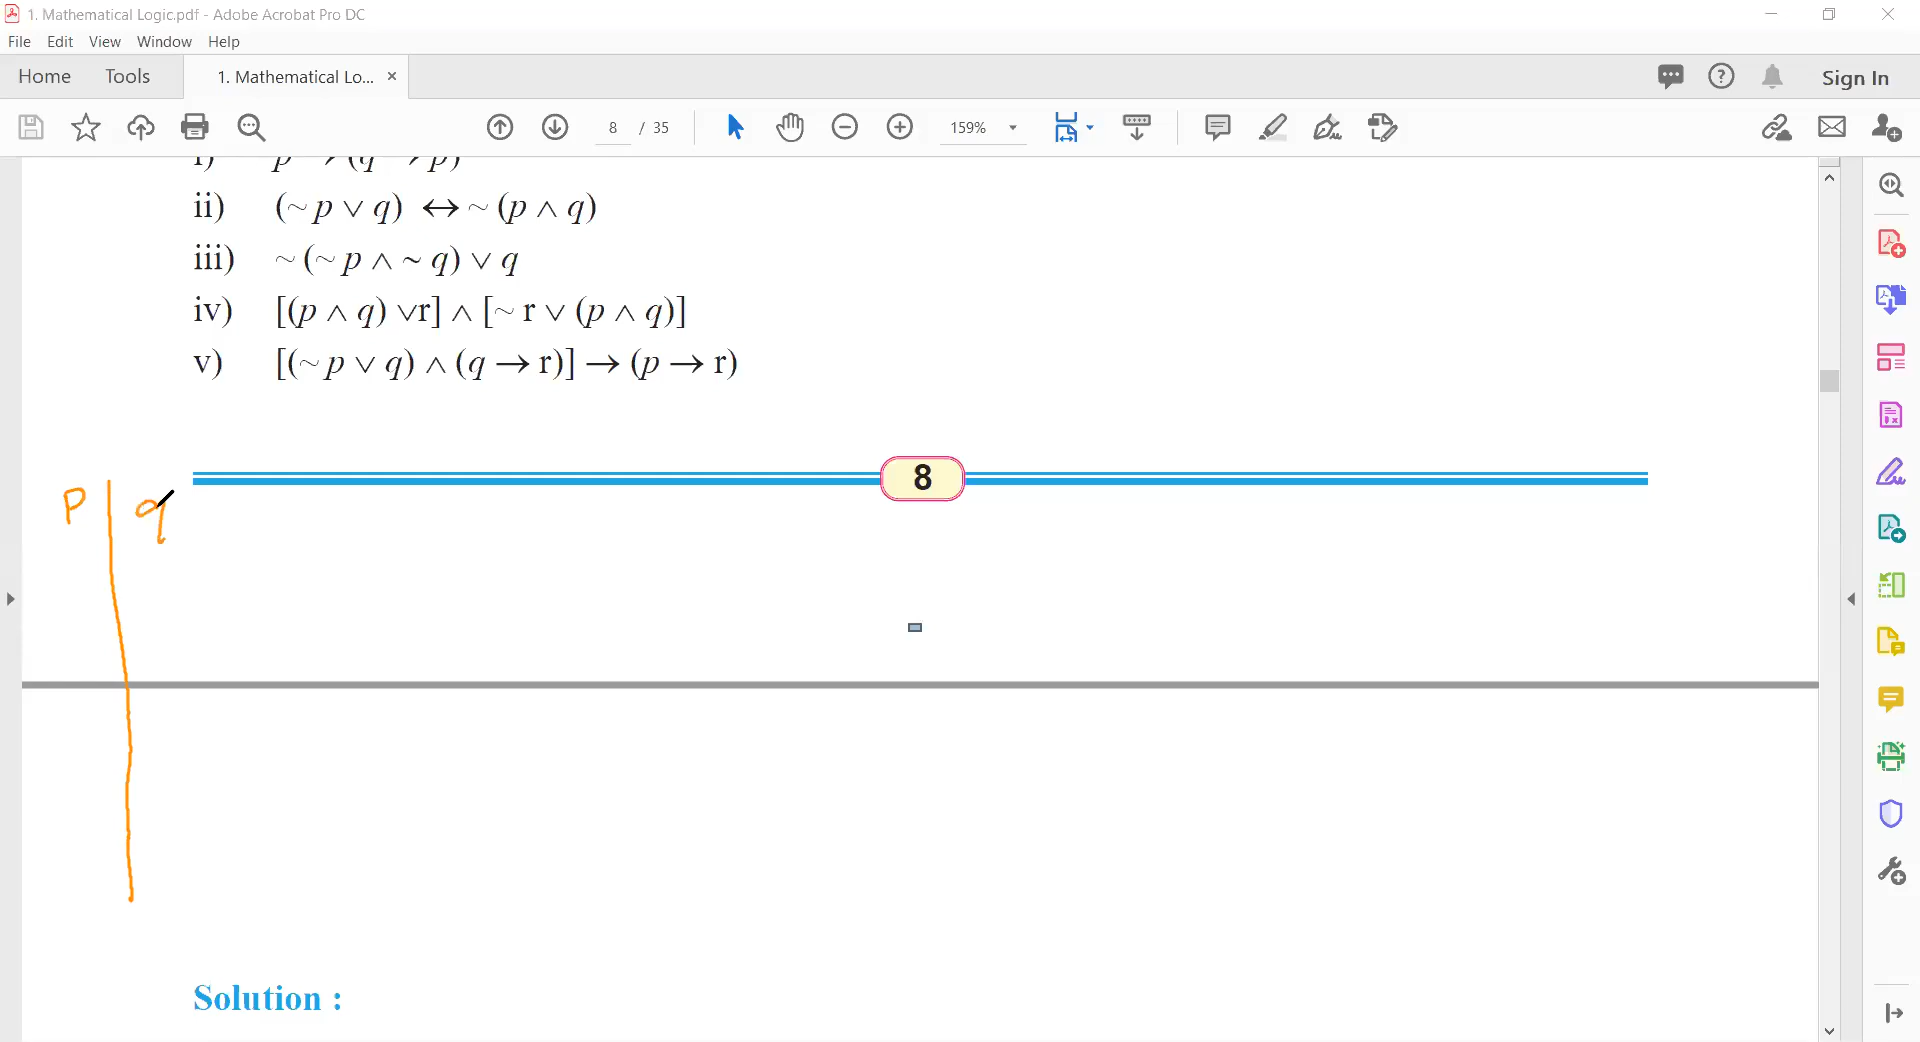 1. Mathematical Logic.pdf - Adobe Acrobat Pro DC
File Edit View Window Help
Home Tools 1. Mathematical Lo... × Sign In
8 / 35 159%
i) p → (q → p)
ii) (~ p ∨ q) ↔ ~ (p ∧ q)
iii) ~ (~ p ∧ ~ q) ∨ q
iv) [(p ∧ q) ∨r] ∧ [~ r ∨ (p ∧ q)]
v) [(~ p ∨ q) ∧ (q → r)] → (p → r)
8
P | q
Solution :